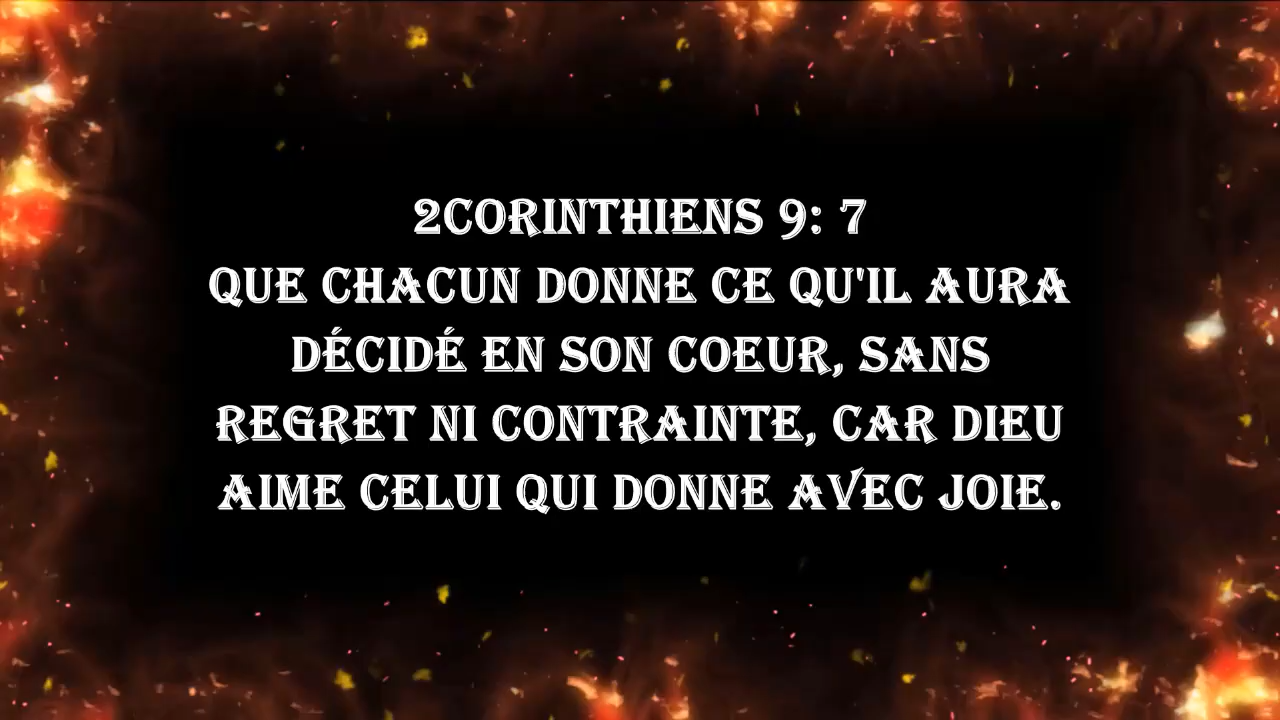 2CORINTHIENS 9: 7
QUE CHACUN DONNE CE QU'IL AURA
DÉCIDÉ EN SON COEUR, SANS
REGRET NI CONTRAINTE, CAR DIEU
AIME CELUI QUI DONNE AVEC JOIE.